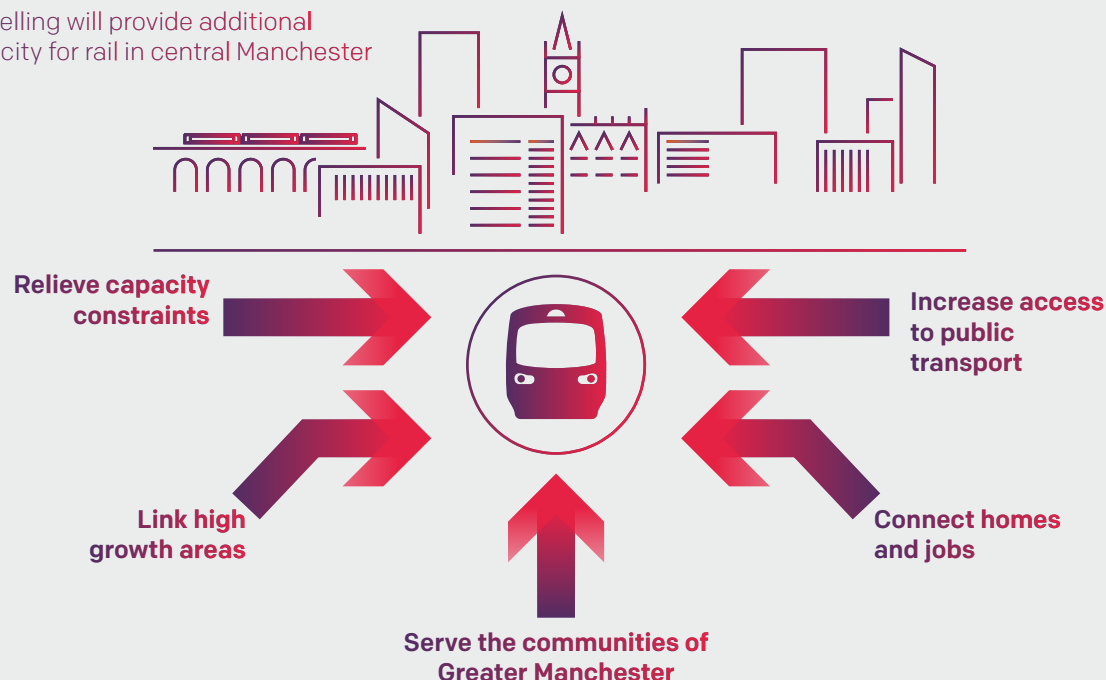 elling will provide additional
city for rail in central Manchester
Relieve capacity
constraints
Increase access
to public
transport
Link high
growth areas
Connect homes
and jobs
Serve the communities of
Greater Manchester